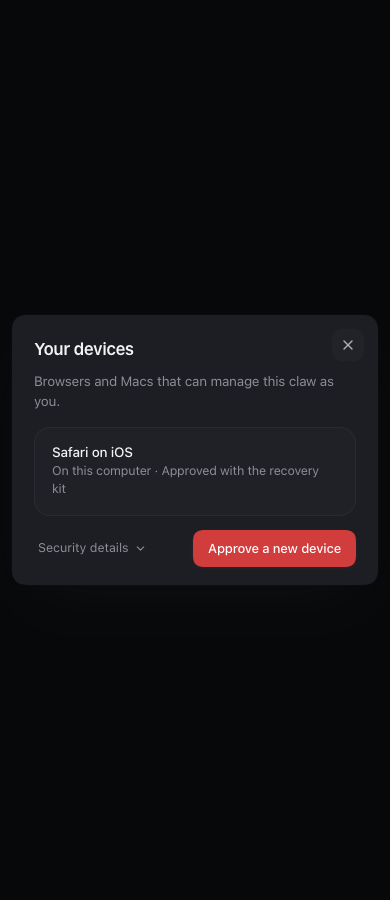 Your devices
Browsers and Macs that can manage this claw as
you.
Safari on iOS
On this computer · Approved with the recovery
kit
Security details
Approve a new device